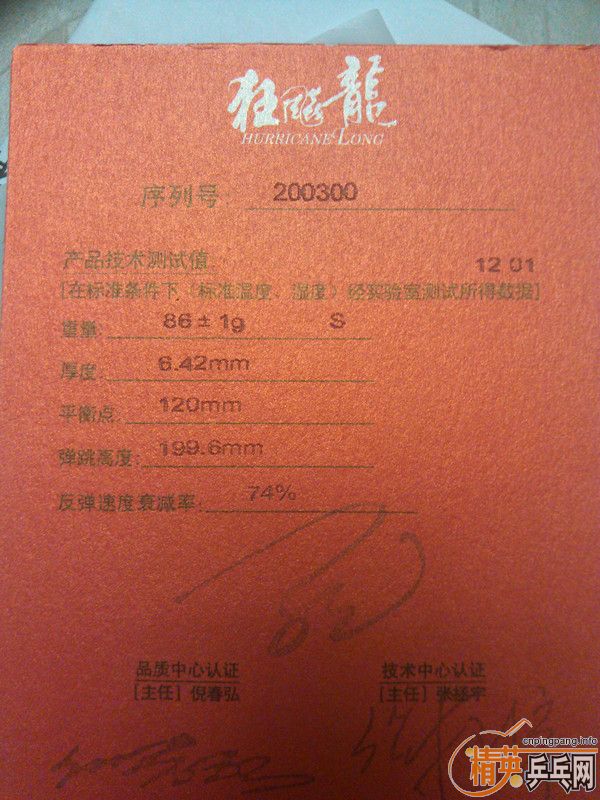 狂飚龍
HURRICANE LONG
序列号: 200300
产品技术测试值: 12 01
[在标准条件下(标准温度、湿度)经实验室测试所得数据]
重量: 86±1g S
厚度: 6.42mm
平衡点: 120mm
弹跳高度: 199.6mm
反弹速度衰减率: 74%
品质中心认证 技术中心认证
[主任] 倪春弘 [主任] 张
cnpingpang.info
精英乒乓网